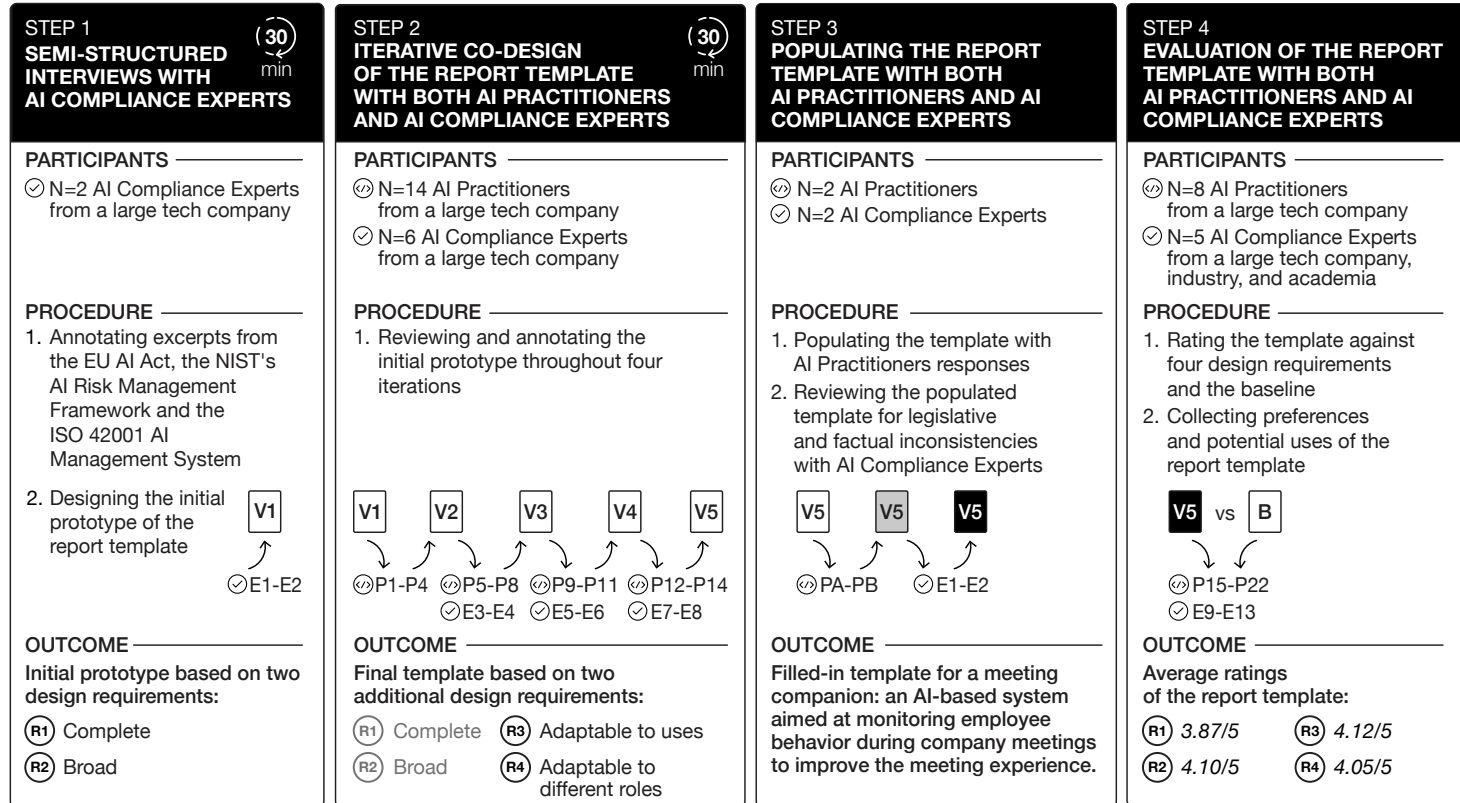 STEP 1
SEMI-STRUCTURED
INTERVIEWS WITH
AI COMPLIANCE EXPERTS
30
min
PARTICIPANTS
N=2 AI Compliance Experts
from a large tech company
PROCEDURE
1. Annotating excerpts from
the EU AI Act, the NIST's
AI Risk Management
Framework and the
ISO 42001 AI
Management System
2. Designing the initial
prototype of the
report template
V1
E1-E2
OUTCOME
Initial prototype based on two
design requirements:
R1 Complete
R2 Broad
STEP 2
ITERATIVE CO-DESIGN
OF THE REPORT TEMPLATE
WITH BOTH AI PRACTITIONERS
AND AI COMPLIANCE EXPERTS
30
min
PARTICIPANTS
N=14 AI Practitioners
from a large tech company
N=6 AI Compliance Experts
from a large tech company
PROCEDURE
1. Reviewing and annotating the
initial prototype throughout four
iterations
V1 V2 V3 V4 V5
P1-P4 P5-P8 P9-P11 P12-P14
E3-E4 E5-E6 E7-E8
OUTCOME
Final template based on two
additional design requirements:
R1 Complete R3 Adaptable to uses
R2 Broad R4 Adaptable to
different roles
STEP 3
POPULATING THE REPORT
TEMPLATE WITH BOTH
AI PRACTITIONERS AND AI
COMPLIANCE EXPERTS
PARTICIPANTS
N=2 AI Practitioners
N=2 AI Compliance Experts
PROCEDURE
1. Populating the template with
AI Practitioners responses
2. Reviewing the populated
template for legislative
and factual inconsistencies
with AI Compliance Experts
V5 V5 V5
PA-PB E1-E2
OUTCOME
Filled-in template for a meeting
companion: an AI-based system
aimed at monitoring employee
behavior during company meetings
to improve the meeting experience.
STEP 4
EVALUATION OF THE REPORT
TEMPLATE WITH BOTH
AI PRACTITIONERS AND AI
COMPLIANCE EXPERTS
PARTICIPANTS
N=8 AI Practitioners
from a large tech company
N=5 AI Compliance Experts
from a large tech company,
industry, and academia
PROCEDURE
1. Rating the template against
four design requirements
and the baseline
2. Collecting preferences
and potential uses of the
report template
V5 vs B
P15-P22
E9-E13
OUTCOME
Average ratings
of the report template:
R1 3.87/5 R3 4.12/5
R2 4.10/5 R4 4.05/5